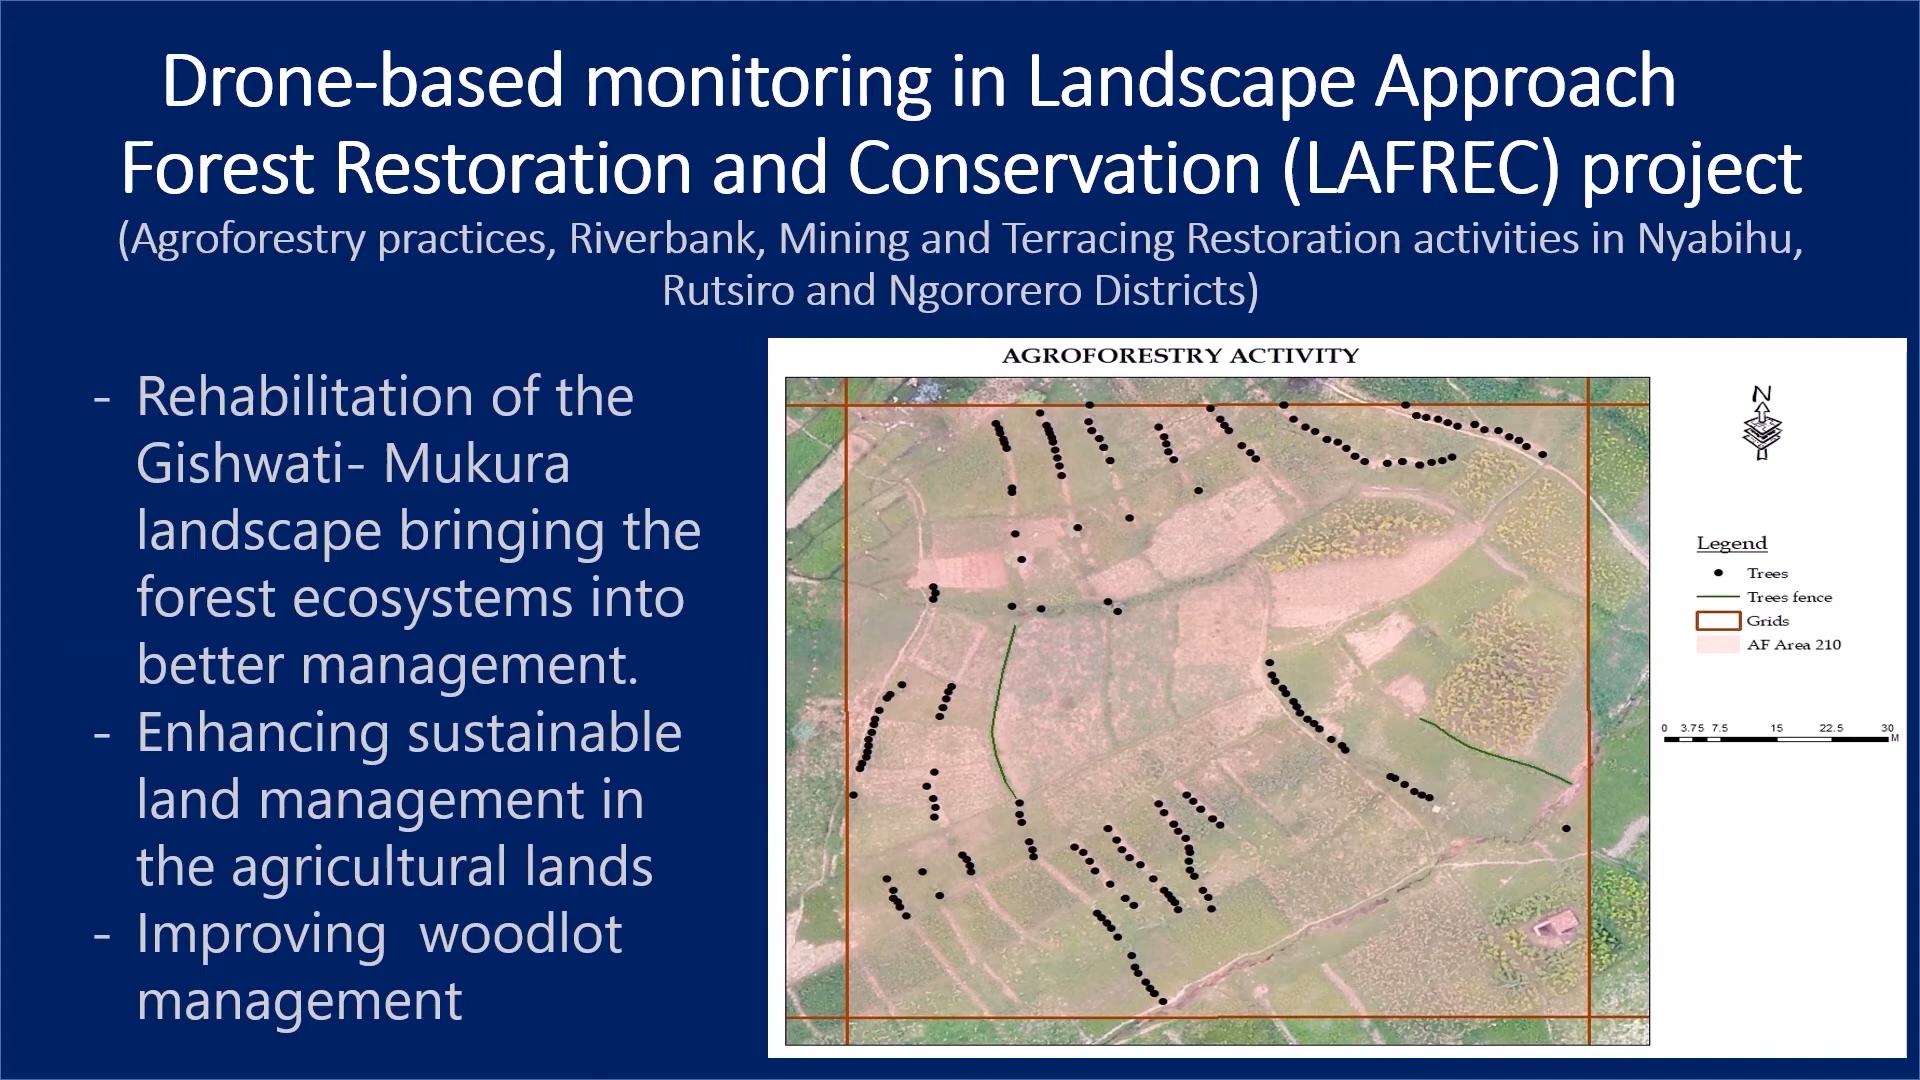 Drone-based monitoring in Landscape Approach
Forest Restoration and Conservation (LAFREC) project
(Agroforestry practices, Riverbank, Mining and Terracing Restoration activities in Nyabihu,
Rutsiro and Ngororero Districts)
- Rehabilitation of the
Gishwati- Mukura
landscape bringing the
forest ecosystems into
better management.
- Enhancing sustainable
land management in
the agricultural lands
- Improving  woodlot
management
AGROFORESTRY ACTIVITY
N
Legend
Trees
Trees fence
Grids
AF Area 210
0 3.75 7.5 15 22.5 30
M